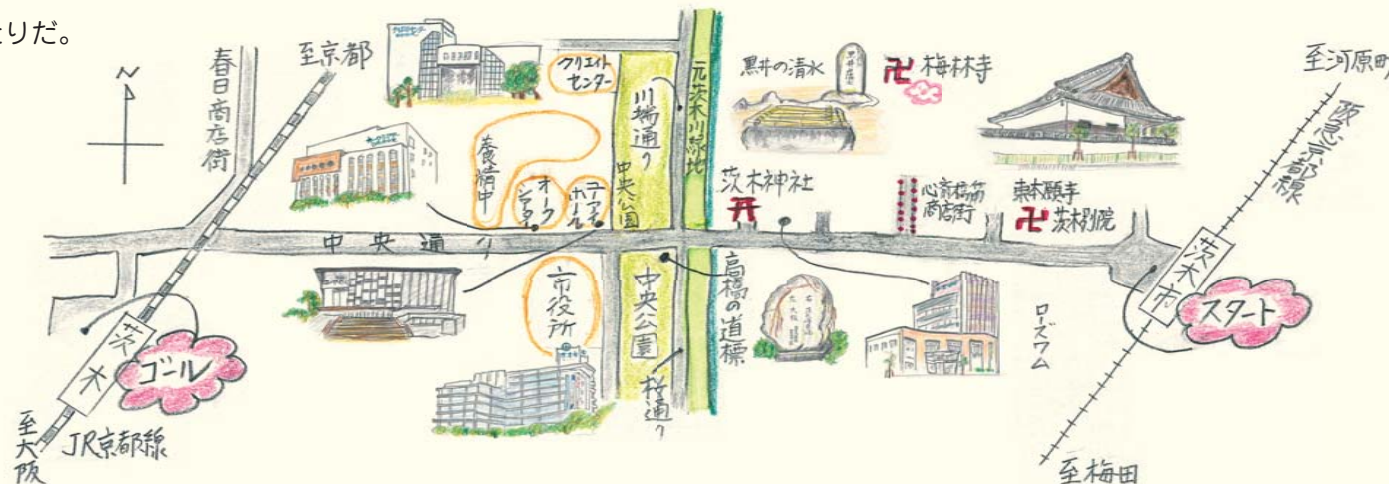 たりだ。
N
春日商店街
至京都
クリエイト
センター
川端通り
元茨木川緑地
黒井の清水
梅林寺
至河原町
阪急京都線
養精中
オーク
シアター
ユーアイ
ホール
中央公園
茨木神社
心斎橋筋
商店街
東本願寺
茨木別院
中央通り
市役所
中央公園
高橋の道標
桜通り
ローズワム
茨木市
スタート
茨木
ゴール
JR京都線
至大阪
至梅田